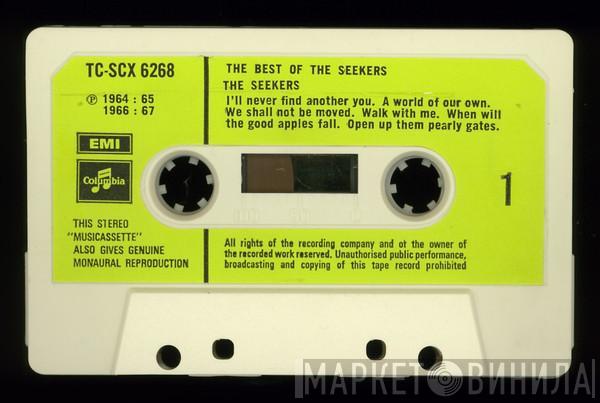 TC-SCX 6268
℗ 1964 : 65
1966 : 67
EMI
Columbia
THIS STEREO
"MUSICASSETTE"
ALSO GIVES GENUINE
MONAURAL REPRODUCTION
THE BEST OF THE SEEKERS
THE SEEKERS
I'll never find another you. A world of our own.
We shall not be moved. Walk with me. When will
the good apples fall. Open up them pearly gates.
1
All rights of the recording company and ot the owner of
the recorded work reserved. Unauthorised public performance,
broadcasting and copying of this tape record prohibited
МАРКЕТ ВИНИЛА